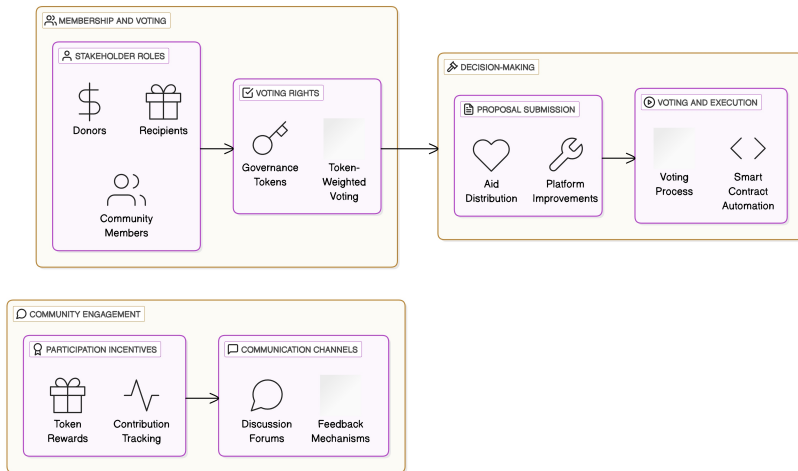 MEMBERSHIP AND VOTING
STAKEHOLDER ROLES
Donors
Recipients
Community
Members
VOTING RIGHTS
Governance
Tokens
Token-
Weighted
Voting
DECISION-MAKING
PROPOSAL SUBMISSION
Aid
Distribution
Platform
Improvements
VOTING AND EXECUTION
Voting
Process
Smart
Contract
Automation
COMMUNITY ENGAGEMENT
PARTICIPATION INCENTIVES
Token
Rewards
Contribution
Tracking
COMMUNICATION CHANNELS
Discussion
Forums
Feedback
Mechanisms